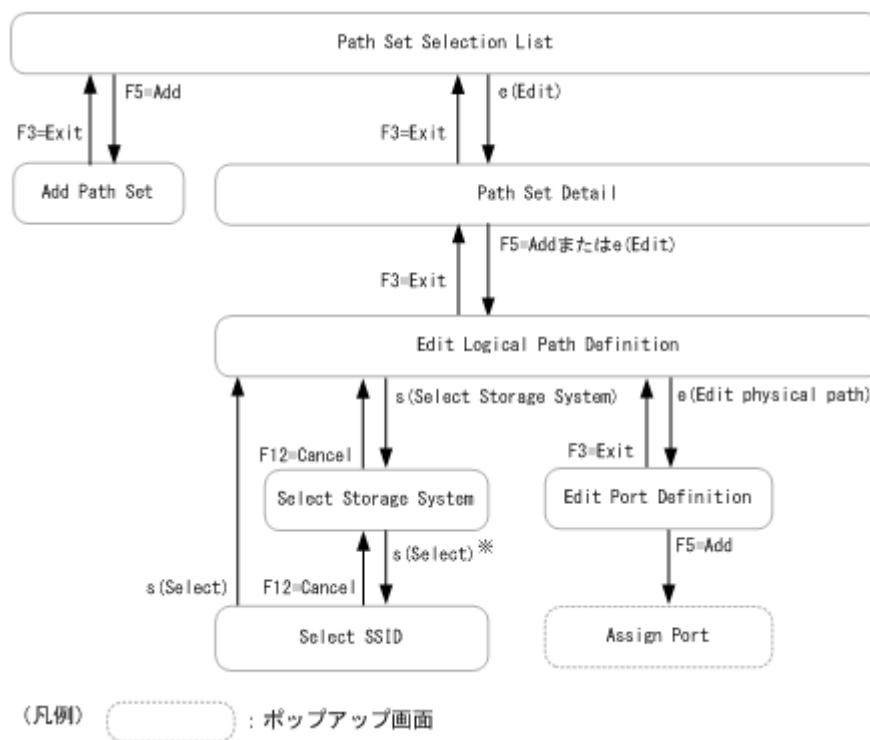 Path Set Selection List
F5=Add
e(Edit)
F3=Exit
F3=Exit
Add Path Set
Path Set Detail
F5=Addまたはe(Edit)
F3=Exit
Edit Logical Path Definition
s(Select Storage System)
e(Edit physical path)
F12=Cancel
F3=Exit
Select Storage System
Edit Port Definition
s(Select)※
F5=Add
s(Select)
F12=Cancel
Select SSID
Assign Port
(凡例)
：ポップアップ画面